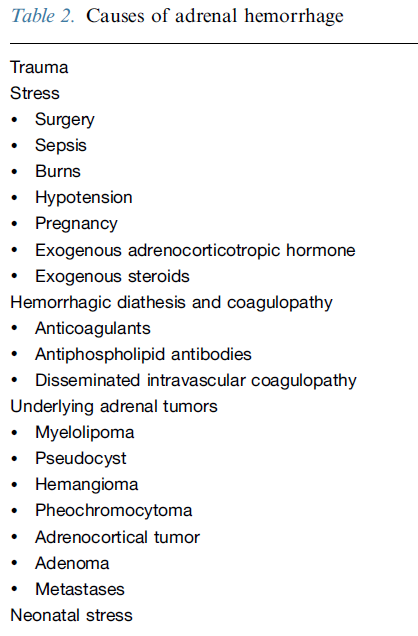 Table 2. Causes of adrenal hemorrhage
Trauma
Stress
• Surgery
• Sepsis
• Burns
• Hypotension
• Pregnancy
• Exogenous adrenocorticotropic hormone
• Exogenous steroids
Hemorrhagic diathesis and coagulopathy
• Anticoagulants
• Antiphospholipid antibodies
• Disseminated intravascular coagulopathy
Underlying adrenal tumors
• Myelolipoma
• Pseudocyst
• Hemangioma
• Pheochromocytoma
• Adrenocortical tumor
• Adenoma
• Metastases
Neonatal stress